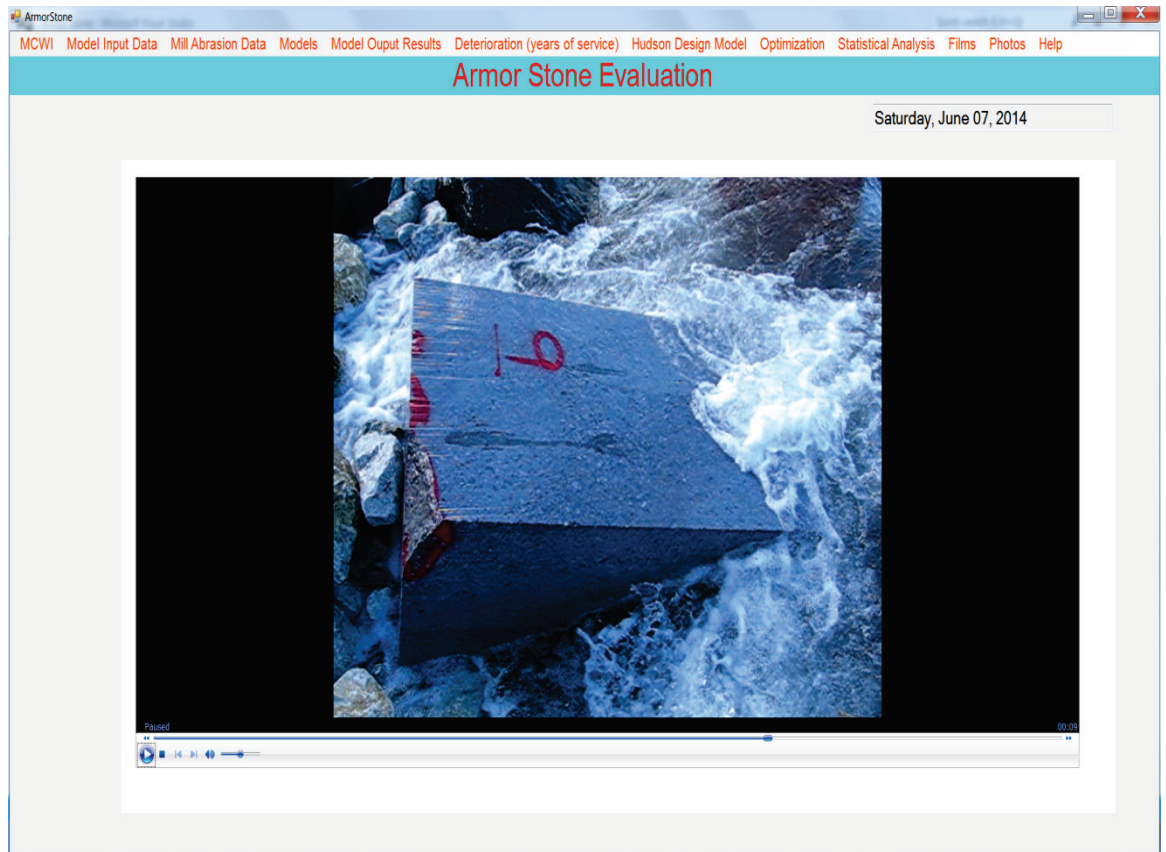 ArmorStone
MCWI Model Input Data Mill Abrasion Data Models Model Ouput Results Deterioration (years of service) Hudson Design Model Optimization Statistical Analysis Films Photos Help
Armor Stone Evaluation
Saturday, June 07, 2014
Paused 00:09